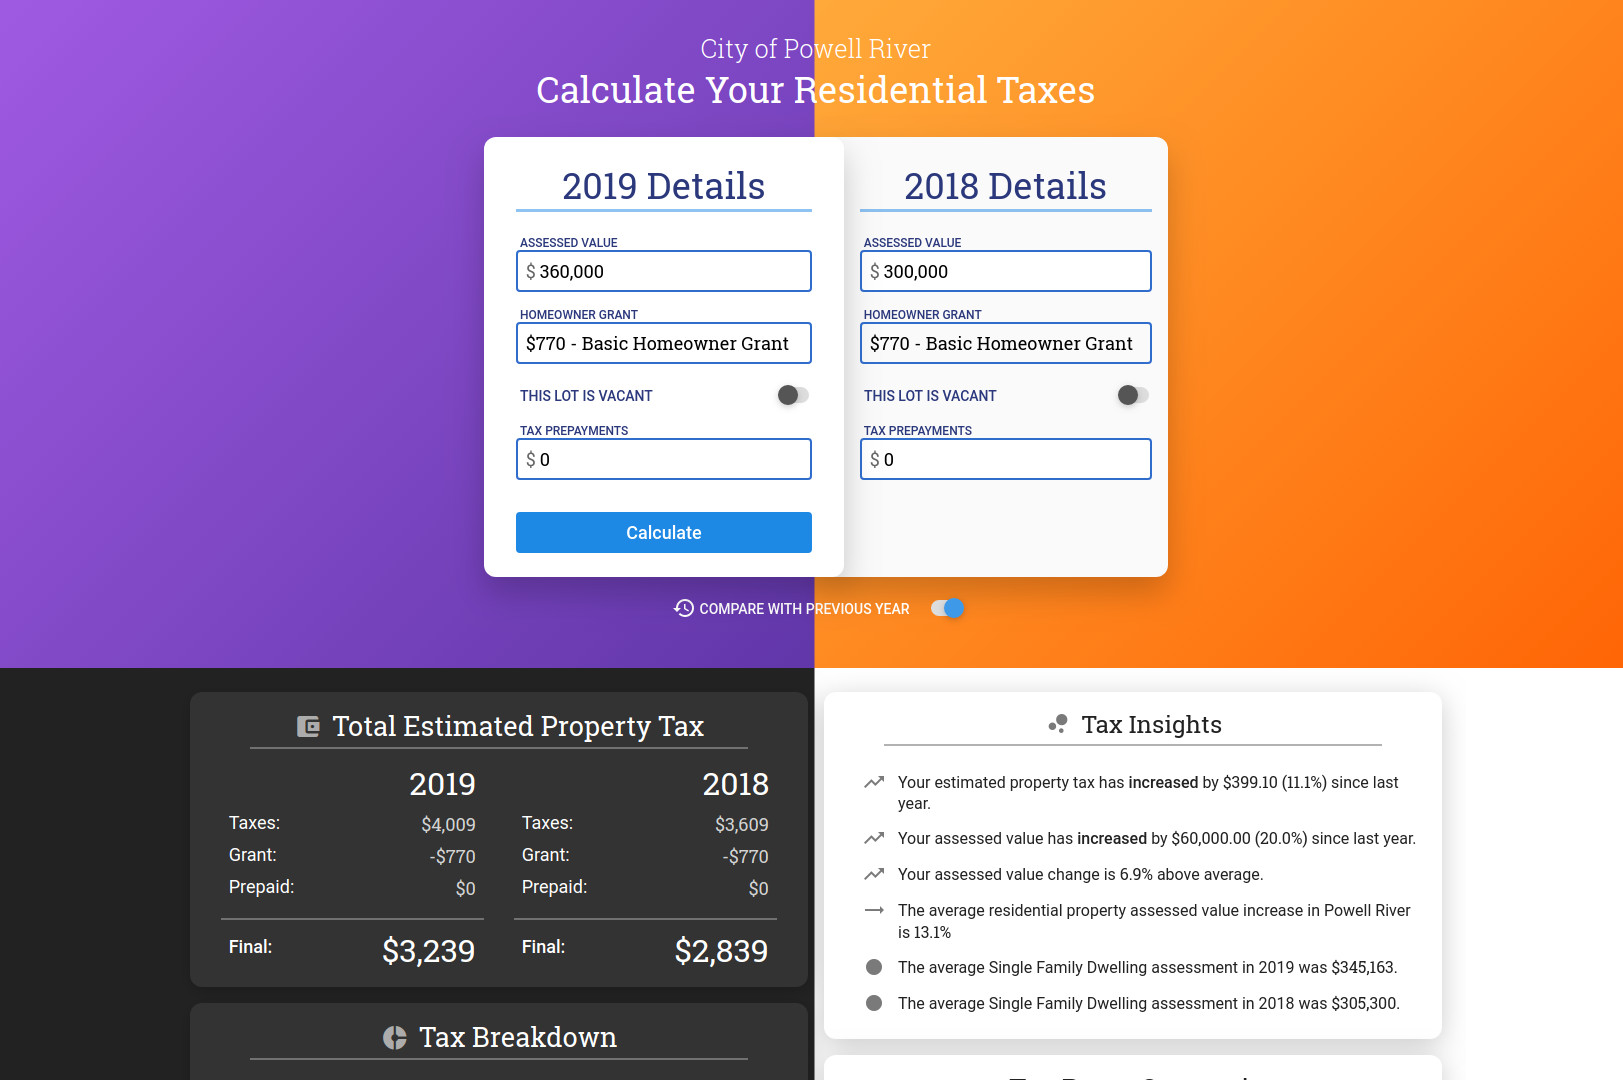 City of Powell River
Calculate Your Residential Taxes
2019 Details
ASSESSED VALUE
$ 360,000
HOMEOWNER GRANT
$770 - Basic Homeowner Grant
THIS LOT IS VACANT
TAX PREPAYMENTS
$ 0
Calculate
2018 Details
ASSESSED VALUE
$ 300,000
HOMEOWNER GRANT
$770 - Basic Homeowner Grant
THIS LOT IS VACANT
TAX PREPAYMENTS
$ 0
COMPARE WITH PREVIOUS YEAR
Total Estimated Property Tax
2019
Taxes: $4,009
Grant: -$770
Prepaid: $0
Final: $3,239
2018
Taxes: $3,609
Grant: -$770
Prepaid: $0
Final: $2,839
Tax Breakdown
Tax Insights
Your estimated property tax has increased by $399.10 (11.1%) since last
year.
Your assessed value has increased by $60,000.00 (20.0%) since last year.
Your assessed value change is 6.9% above average.
The average residential property assessed value increase in Powell River
is 13.1%
The average Single Family Dwelling assessment in 2019 was $345,163.
The average Single Family Dwelling assessment in 2018 was $305,300.